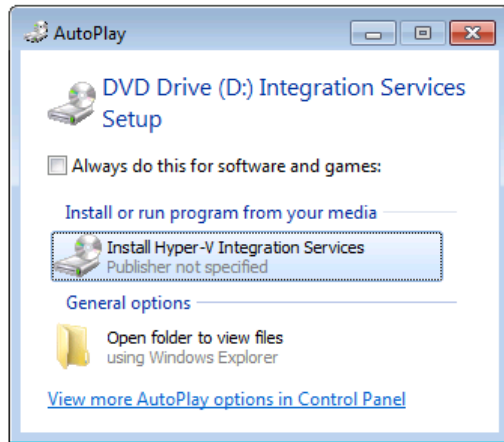 AutoPlay
DVD Drive (D:) Integration Services
Setup
Always do this for software and games:
Install or run program from your media
Install Hyper-V Integration Services
Publisher not specified
General options
Open folder to view files
using Windows Explorer
View more AutoPlay options in Control Panel